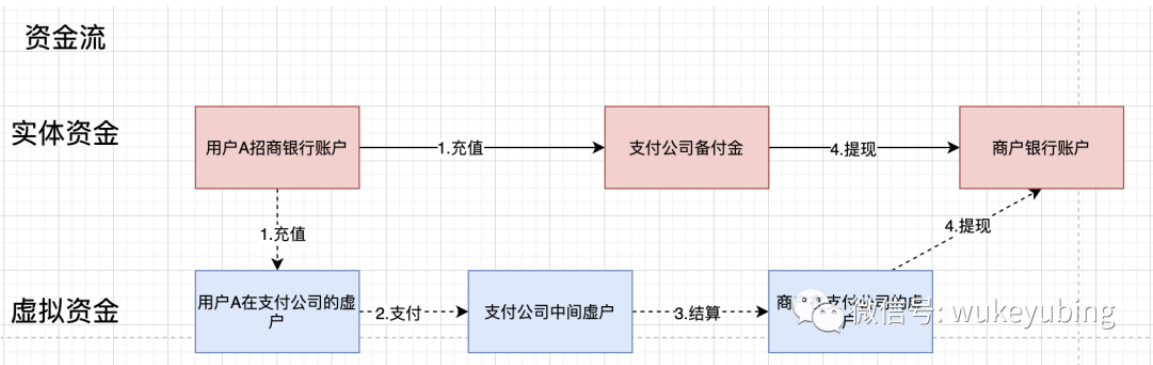 资金流
实体资金
用户A招商银行账户
1.充值
支付公司备付金
4.提现
商户银行账户
1.充值
4.提现
虚拟资金
用户A在支付公司的虚
户
2.支付
支付公司中间虚户
3.结算
商 支付公司的虚
户
微信号: wukeyubing